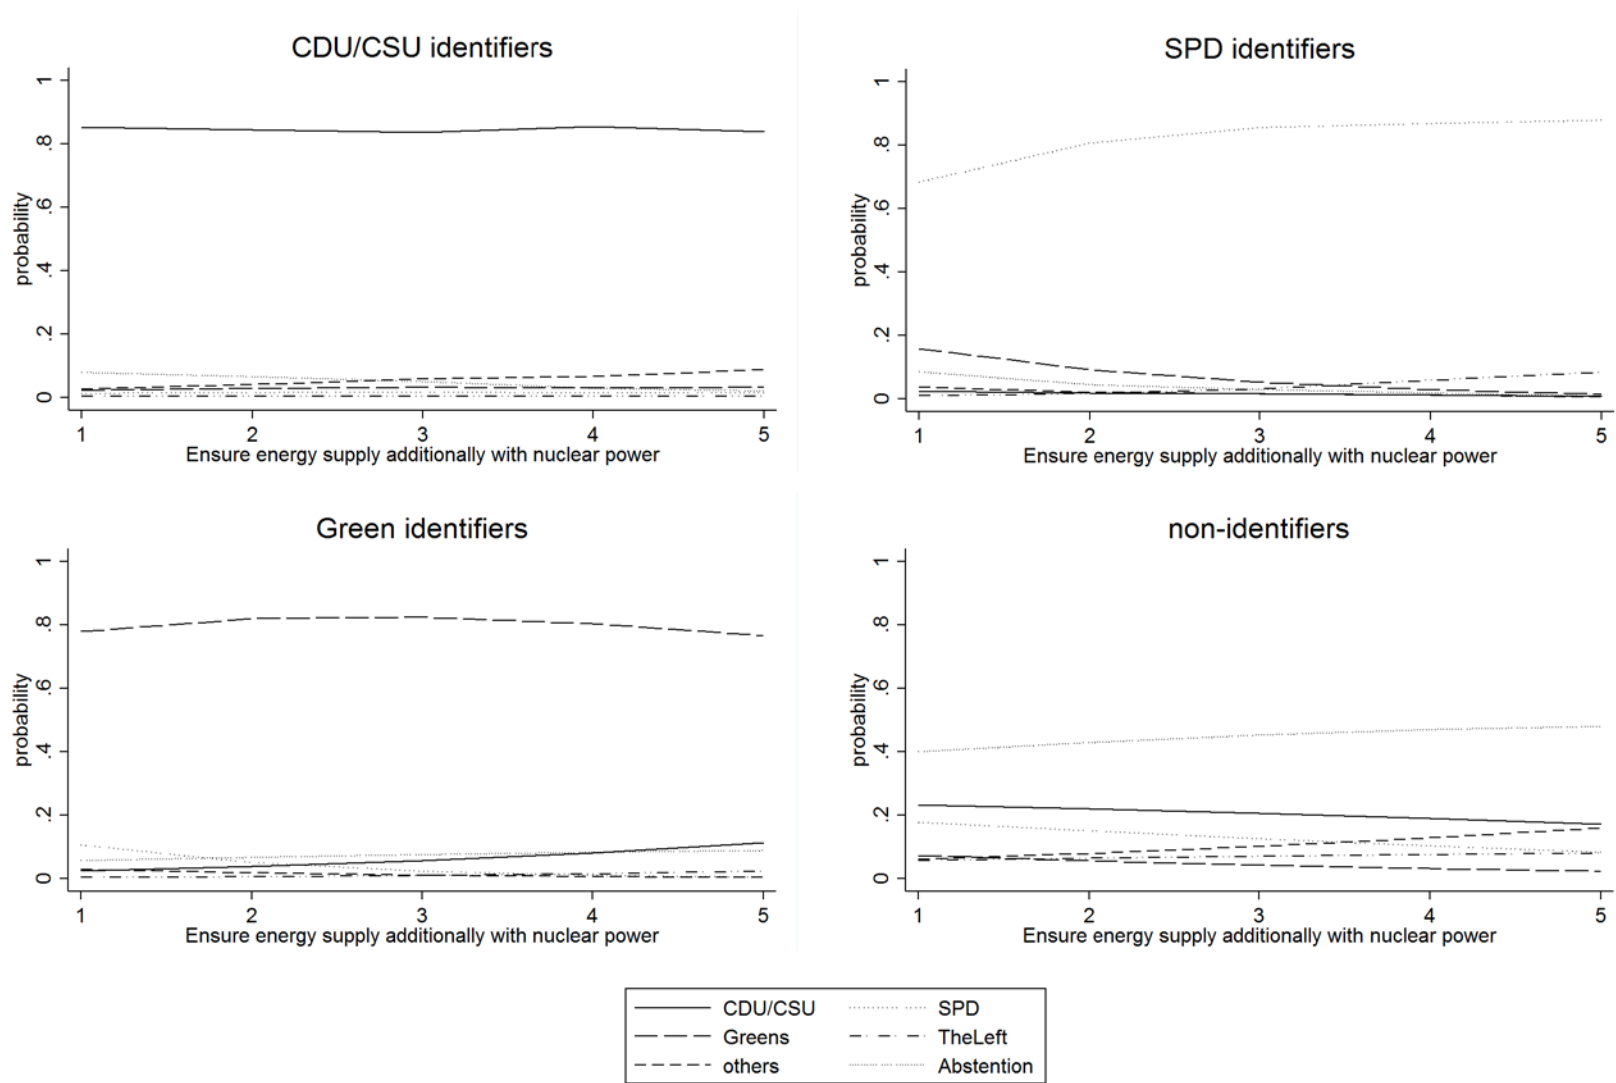 CDU/CSU identifiers
1
.8
.6
.4
.2
0
probability
1 2 3 4 5
Ensure energy supply additionally with nuclear power
SPD identifiers
1
.8
.6
.4
.2
0
probability
1 2 3 4 5
Ensure energy supply additionally with nuclear power
Green identifiers
1
.8
.6
.4
.2
0
probability
1 2 3 4 5
Ensure energy supply additionally with nuclear power
non-identifiers
1
.8
.6
.4
.2
0
probability
1 2 3 4 5
Ensure energy supply additionally with nuclear power
CDU/CSU SPD
Greens TheLeft
others Abstention